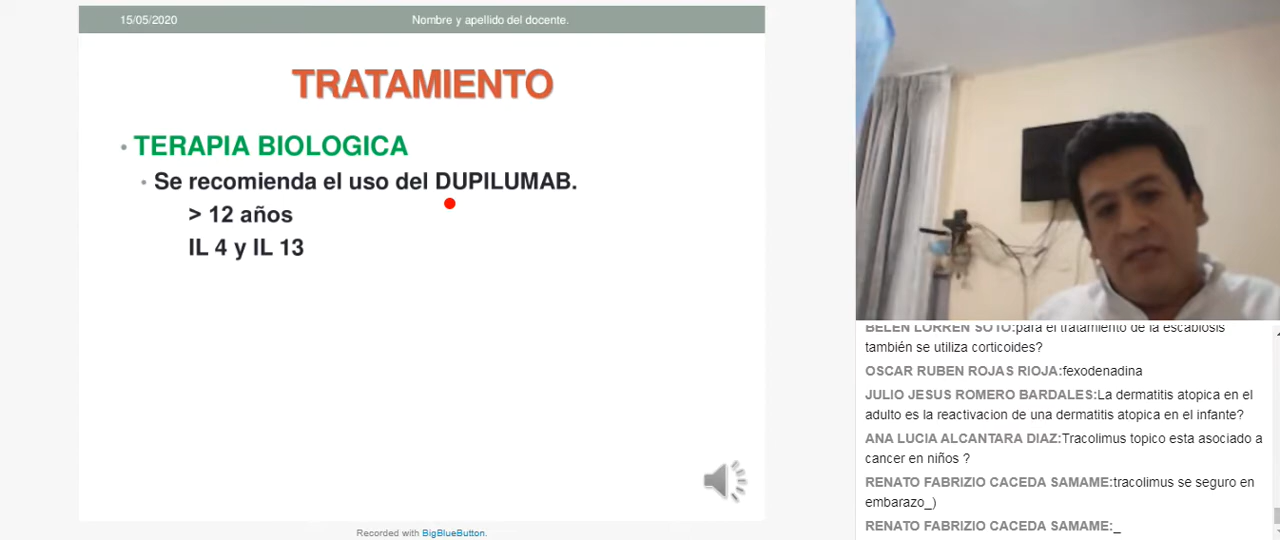 15/05/2020 Nombre y apellido del docente.
TRATAMIENTO
• TERAPIA BIOLOGICA
• Se recomienda el uso del DUPILUMAB.
> 12 años
IL 4 y IL 13
Recorded with BigBlueButton.
BELEN LORREN SOTO:para el tratamiento de la escabiosis
también se utiliza corticoides?
OSCAR RUBEN ROJAS RIOJA:fexodenadina
JULIO JESUS ROMERO BARDALES:La dermatitis atopica en el
adulto es la reactivacion de una dermatitis atopica en el infante?
ANA LUCIA ALCANTARA DIAZ:Tracolimus topico esta asociado a
cancer en niños ?
RENATO FABRIZIO CACEDA SAMAME:tracolimus se seguro en
embarazo_)
RENATO FABRIZIO CACEDA SAMAME:_